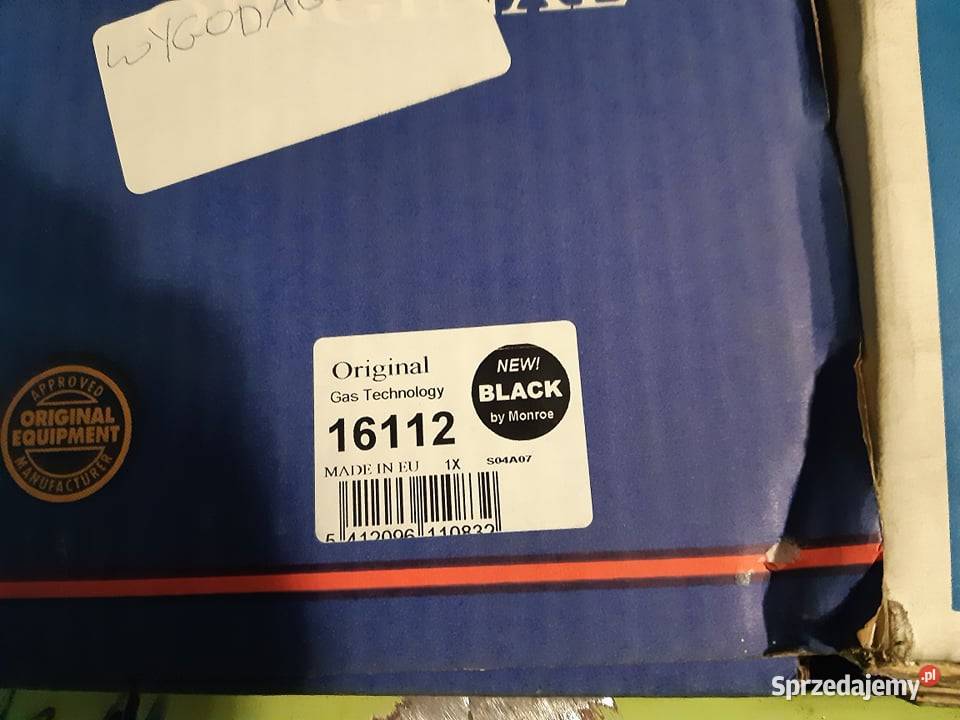 Original
Gas Technology
16112
NEW!
BLACK
by Monroe
MADE IN EU 1X S04A07
5 412096 110832
APPROVED
ORIGINAL
EQUIPMENT
MANUFACTURER
Sprzedajemy.pl